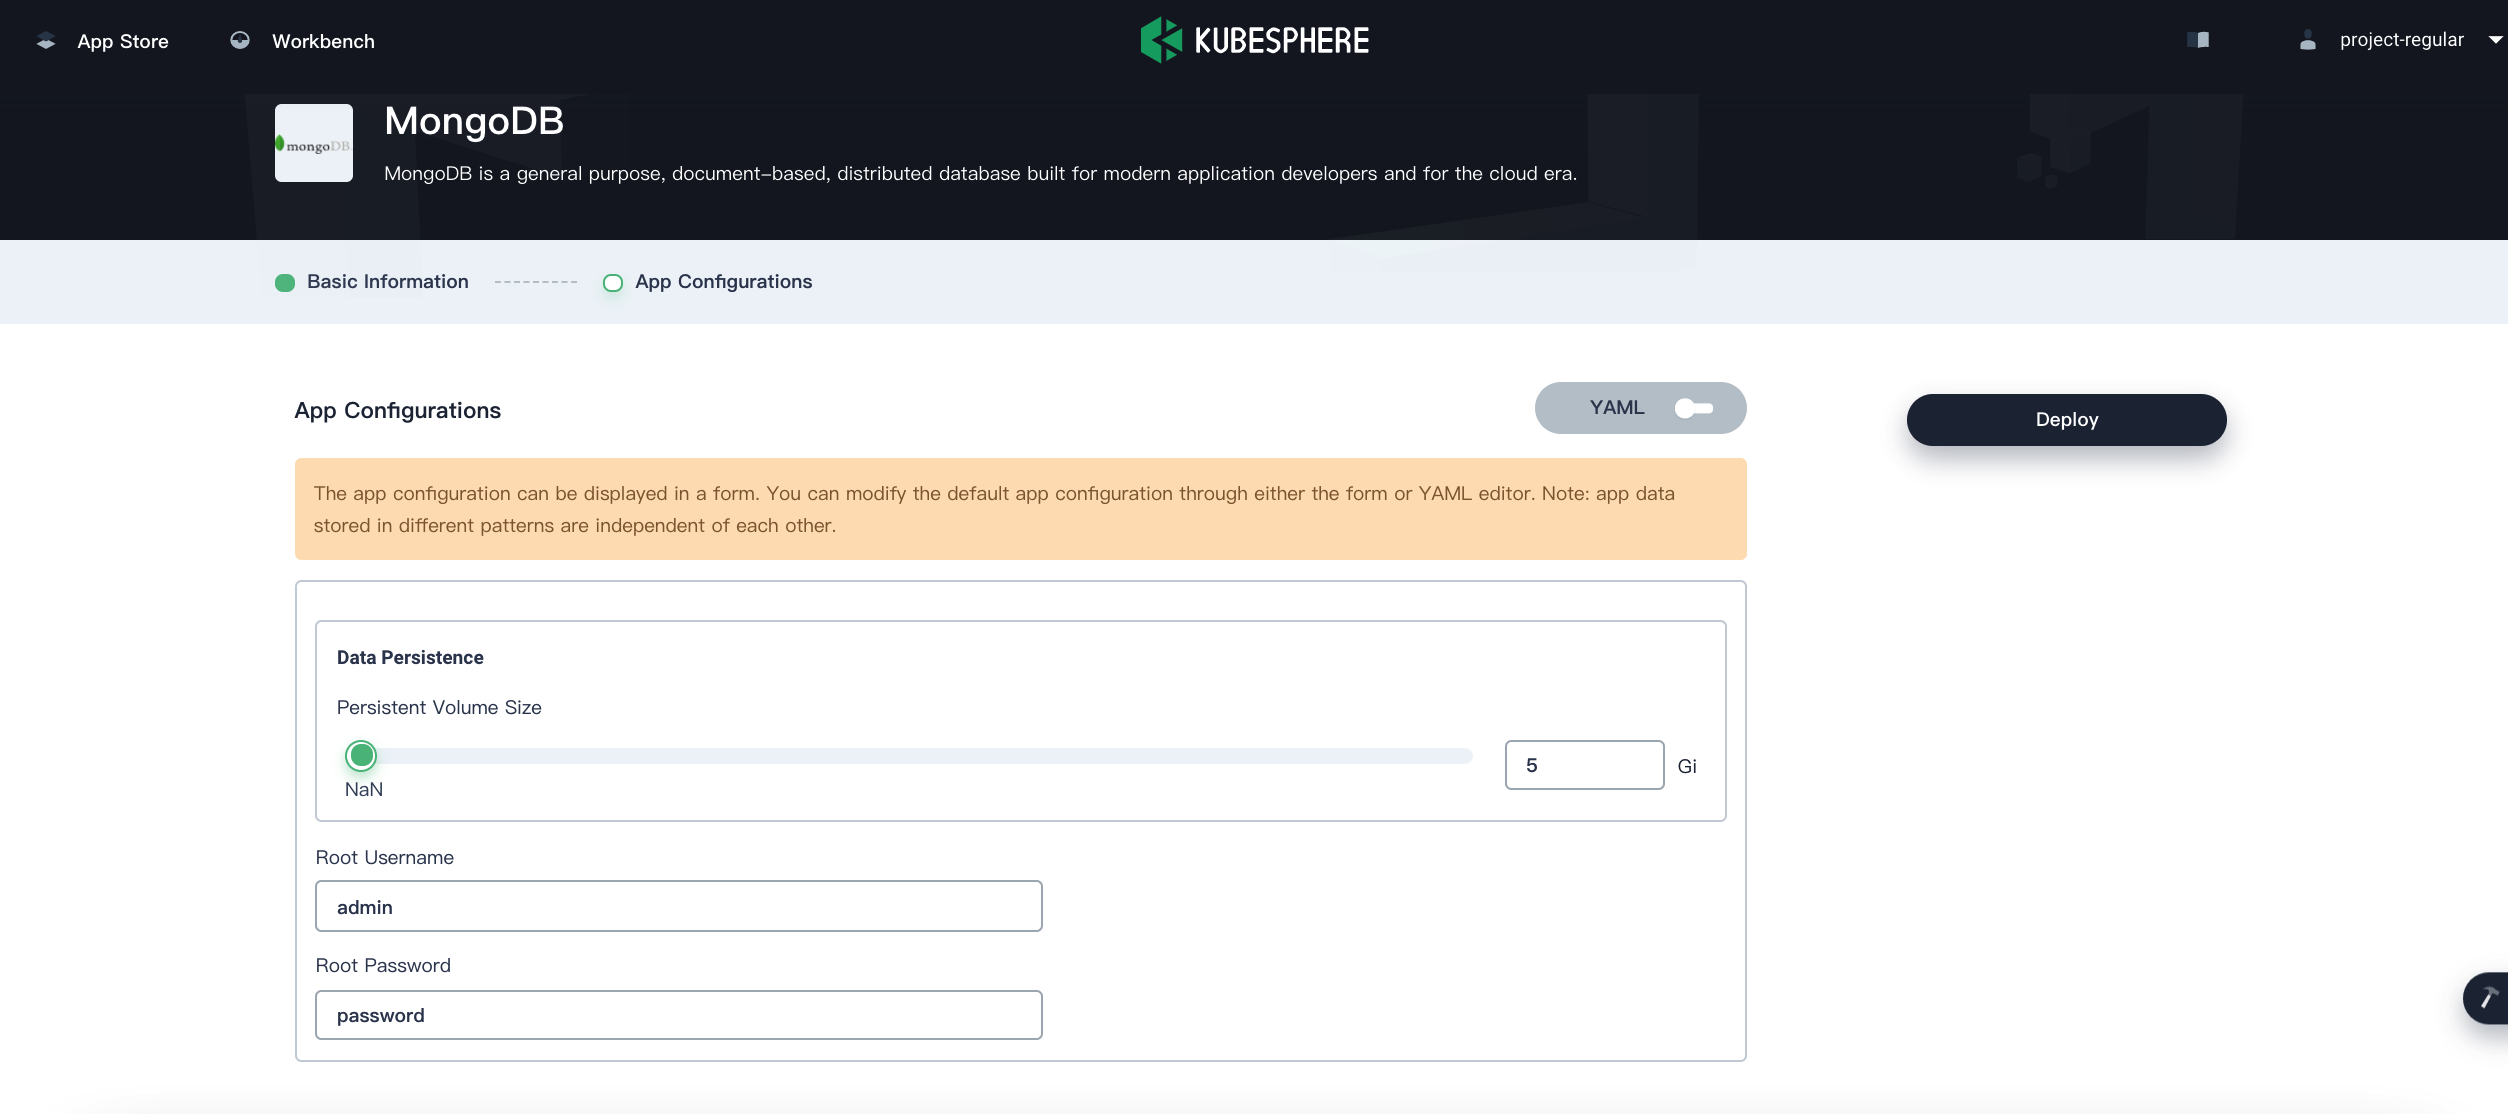 App Store
Workbench
KUBESPHERE
project-regular
mongoDB.
MongoDB
MongoDB is a general purpose, document-based, distributed database built for modern application developers and for the cloud era.
Basic Information
App Configurations
App Configurations
YAML
Deploy
The app configuration can be displayed in a form. You can modify the default app configuration through either the form or YAML editor. Note: app data
stored in different patterns are independent of each other.
Data Persistence
Persistent Volume Size
5
Gi
NaN
Root Username
admin
Root Password
password